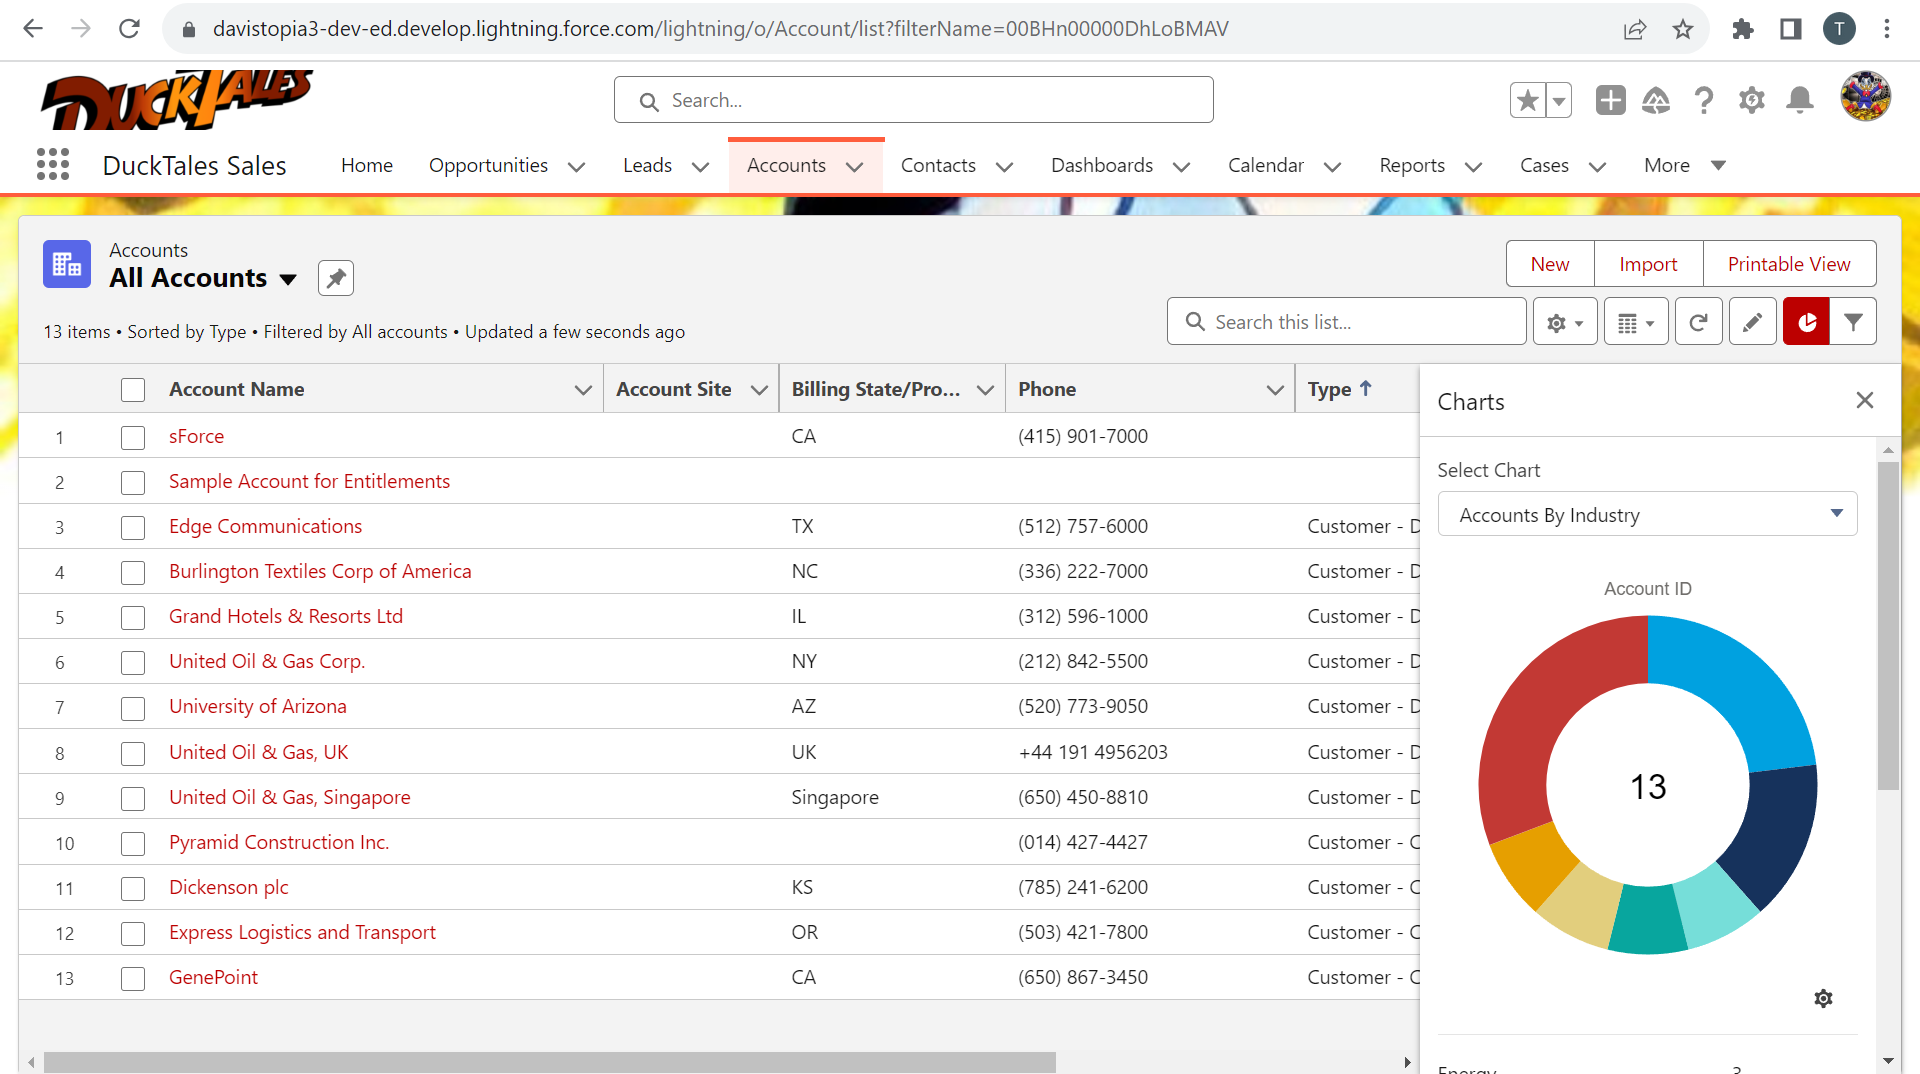 davistopia3-dev-ed.develop.lightning.force.com/lightning/o/Account/list?filterName=00BHn00000DhLoBMAV
T
DUCKTALES
Search...
DuckTales Sales
Home
Opportunities
Leads
Accounts
Contacts
Dashboards
Calendar
Reports
Cases
More
Accounts
All Accounts
New
Import
Printable View
13 items • Sorted by Type • Filtered by All accounts • Updated a few seconds ago
Search this list...
Account Name Account Site Billing State/Pro... Phone Type
1 sForce CA (415) 901-7000
2 Sample Account for Entitlements
3 Edge Communications TX (512) 757-6000 Customer - D
4 Burlington Textiles Corp of America NC (336) 222-7000 Customer - D
5 Grand Hotels & Resorts Ltd IL (312) 596-1000 Customer - D
6 United Oil & Gas Corp. NY (212) 842-5500 Customer - D
7 University of Arizona AZ (520) 773-9050 Customer - D
8 United Oil & Gas, UK UK +44 191 4956203 Customer - D
9 United Oil & Gas, Singapore Singapore (650) 450-8810 Customer - D
10 Pyramid Construction Inc. (014) 427-4427 Customer - C
11 Dickenson plc KS (785) 241-6200 Customer - C
12 Express Logistics and Transport OR (503) 421-7800 Customer - C
13 GenePoint CA (650) 867-3450 Customer - C
Charts
Select Chart
Accounts By Industry
Account ID
13
Energy 3